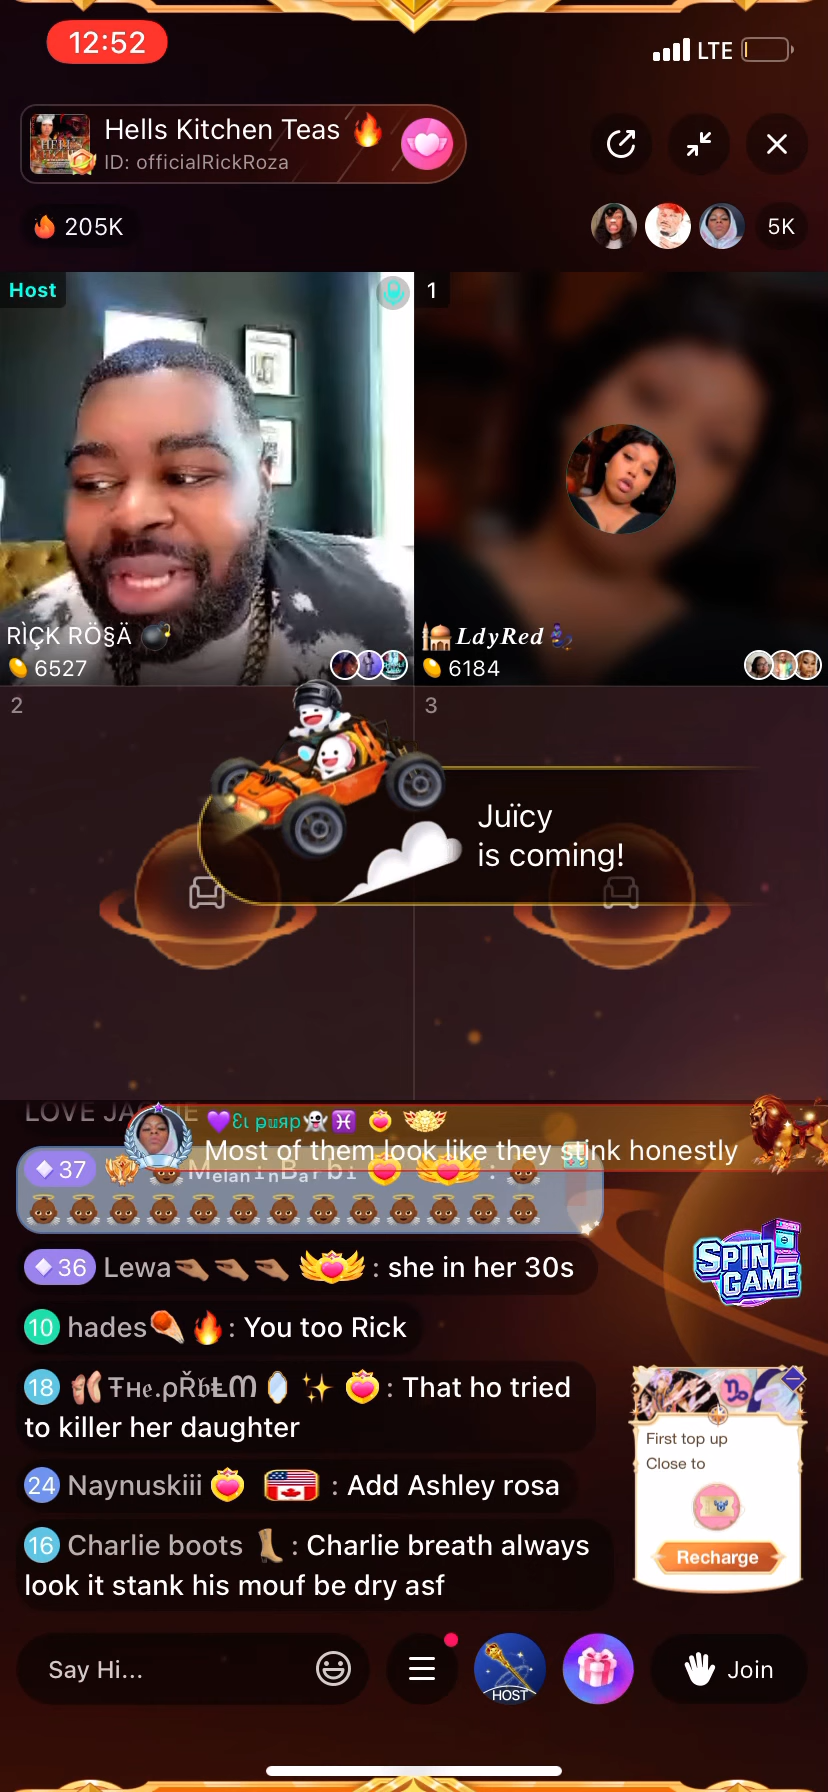 12:52
LTE
Hells Kitchen Teas 🔥
ID: officialRickRoza
205K
5K
Host
1
RÌÇK RÖ§Ä 💣
6527
LdyRed
6184
2
3
Juïcy
is coming!
💜Ɛɩ ραяρ👻♓
Most of them look like they stink honestly
37 MₑₗₐₙɪₙBₐrbɪ :
36 Lewa : she in her 30s
10 hades 🔥: You too Rick
18 : That ho tried
to killer her daughter
24 Naynuskiii : Add Ashley rosa
16 Charlie boots : Charlie breath always
look it stank his mouf be dry asf
SPIN
GAME
First top up
Close to
Recharge
Say Hi...
HOST
Join